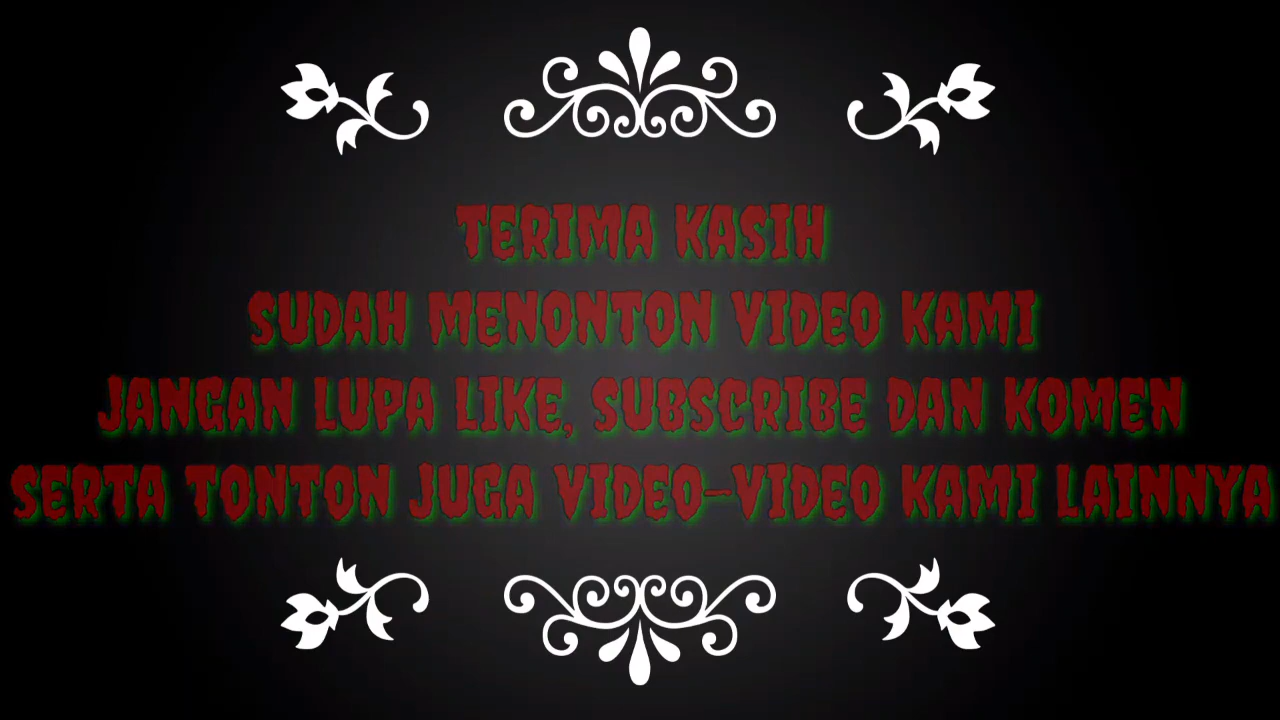 TERIMA KASIH
SUDAH MENONTON VIDEO KAMI
JANGAN LUPA LIKE, SUBSCRIBE DAN KOMEN
SERTA TONTON JUGA VIDEO-VIDEO KAMI LAINNYA